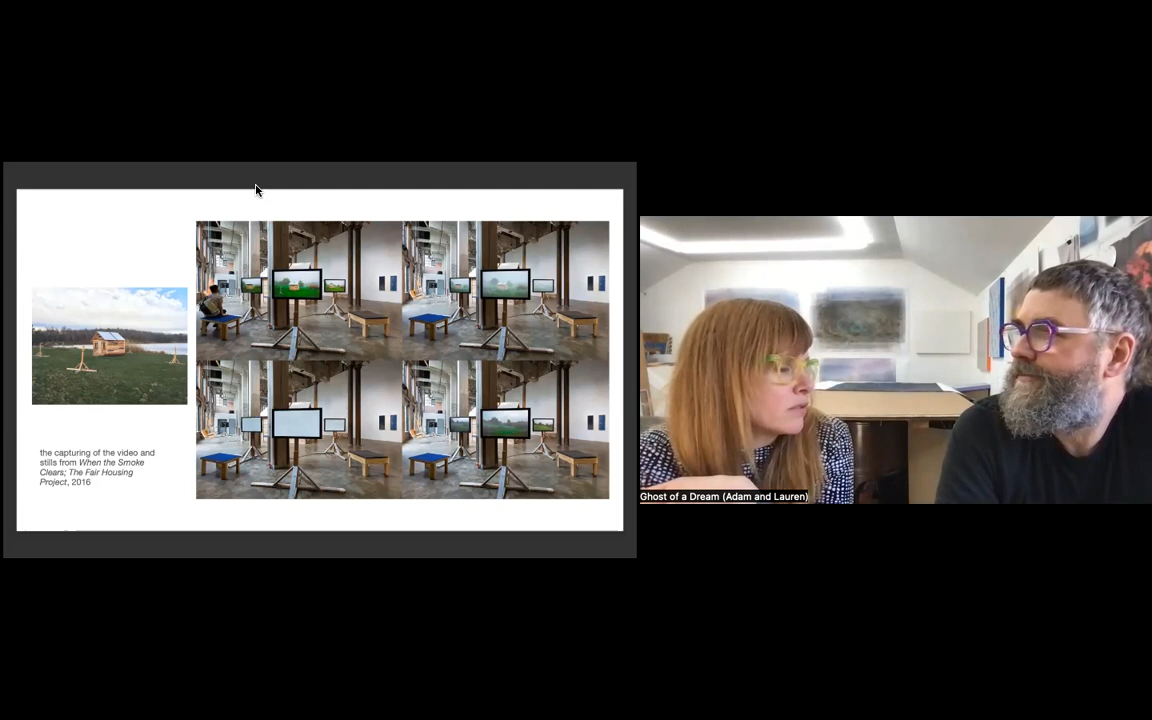 the capturing of the video and
stills from When the Smoke
Clears; The Fair Housing
Project, 2016
Ghost of a Dream (Adam and Lauren)